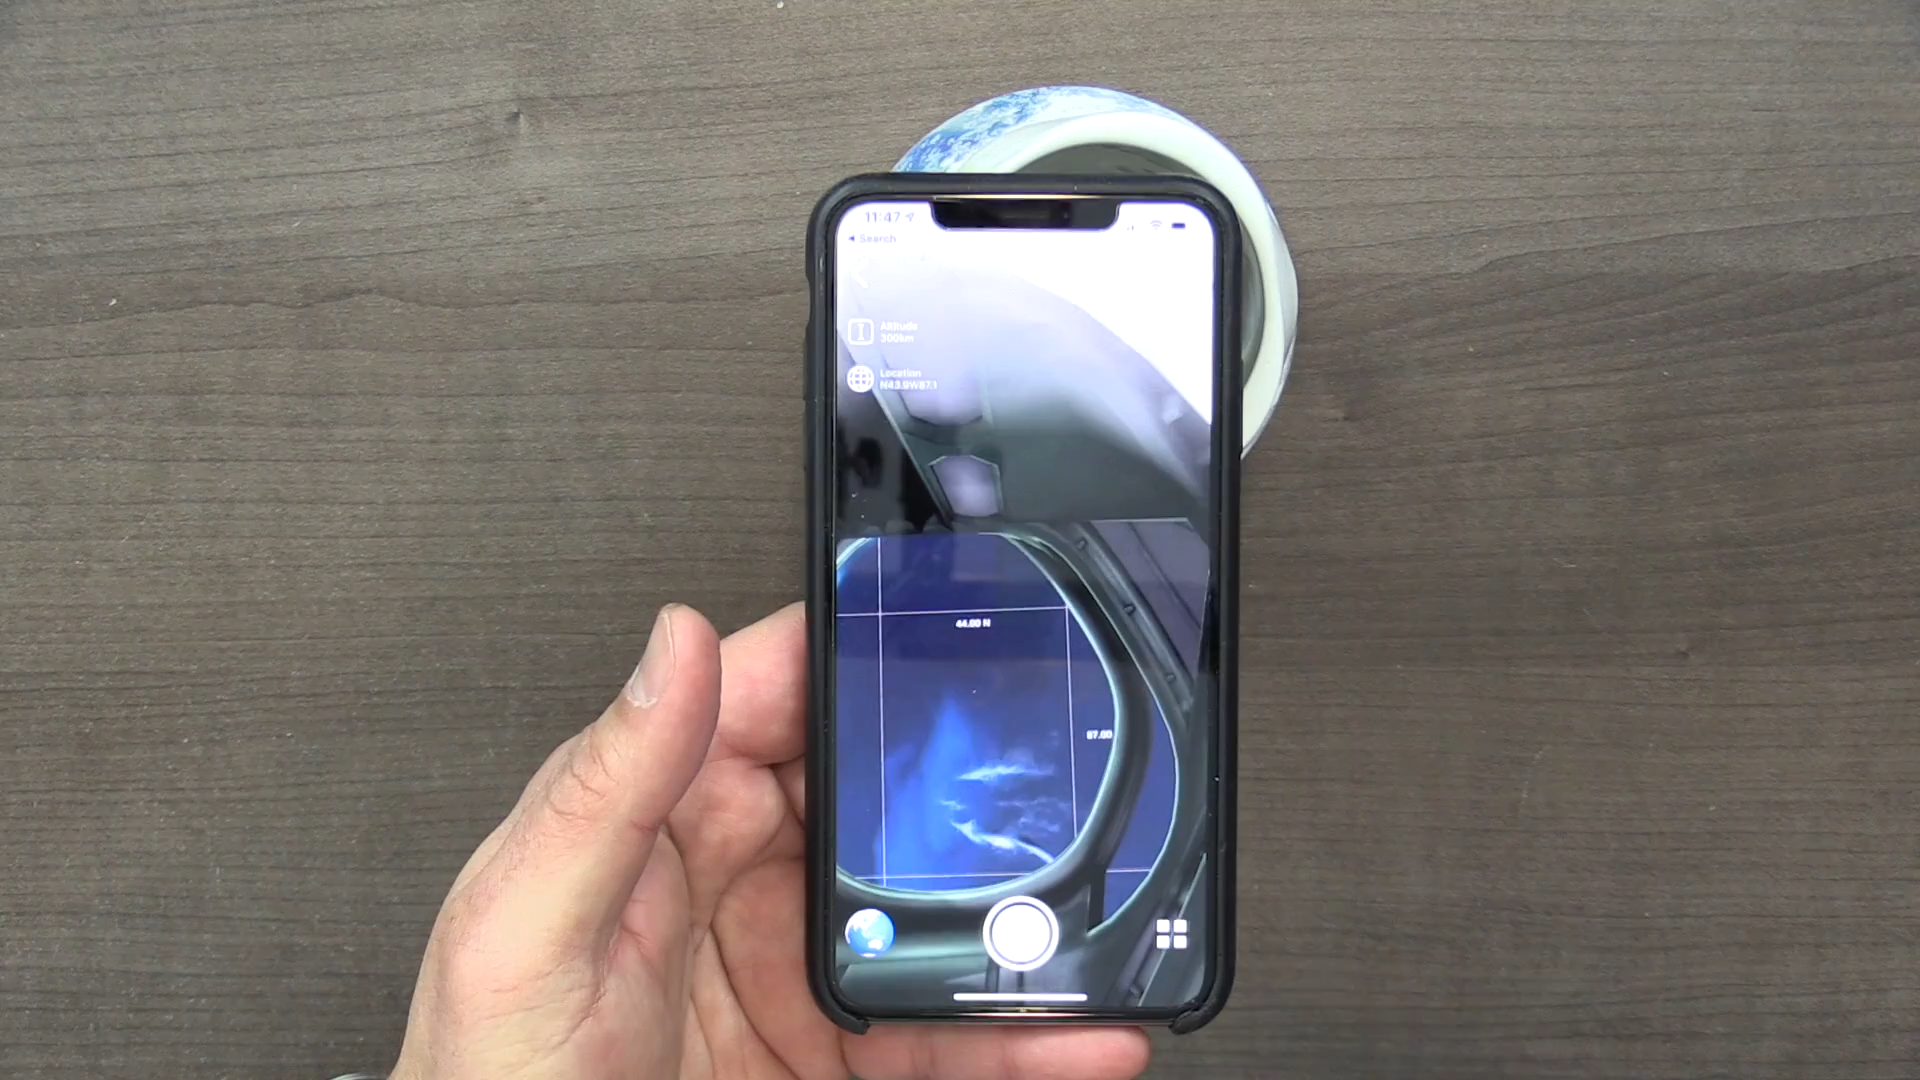 11:47
◂ Search
Altitude
300km
Location
N43.9W87.1
44.00 N
87.00